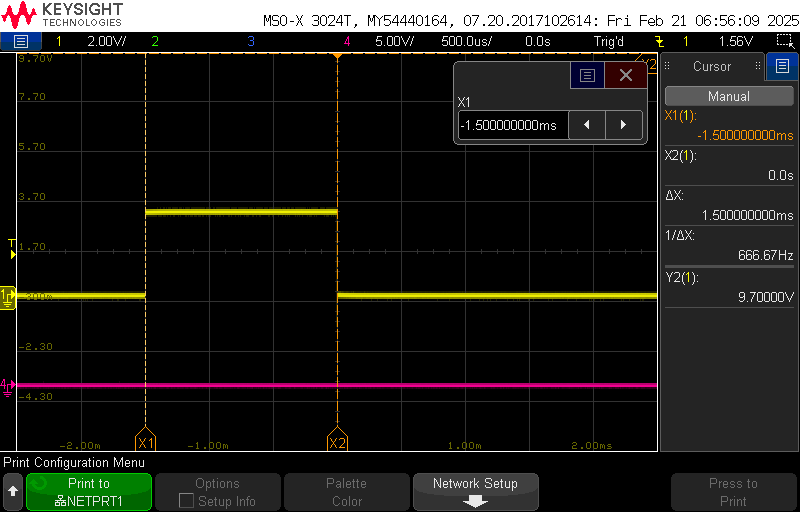 KEYSIGHT
TECHNOLOGIES
MSO-X 3024T, MY54440164, 07.20.2017102614: Fri Feb 21 06:56:09 2025
1 2.00V/ 2 3 4 5.00V/ 500.0us/ 0.0s Trig'd 1 1.56V
9.70V
7.70
5.70
3.70
1.70
-300m
-2.30
-4.30
T
1
4
-2.00m
-1.00m
1.00m
2.00ms
X1
X2
X1
-1.500000000ms
Cursor
Manual
X1(1):
-1.500000000ms
X2(1):
0.0s
ΔX:
1.500000000ms
1/ΔX:
666.67Hz
Y2(1):
9.70000V
Print Configuration Menu
Print to
NETPRT1
Options
Setup Info
Palette
Color
Network Setup
Press to
Print